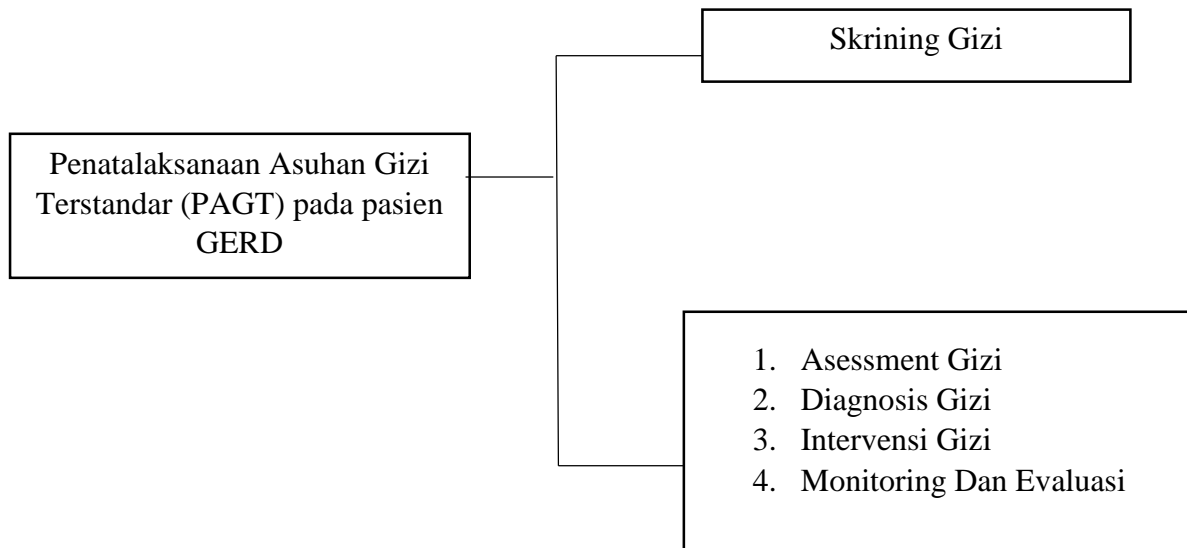 Skrining Gizi
Penatalaksanaan Asuhan Gizi
Terstandar (PAGT) pada pasien
GERD
1. Asessment Gizi
2. Diagnosis Gizi
3. Intervensi Gizi
4. Monitoring Dan Evaluasi